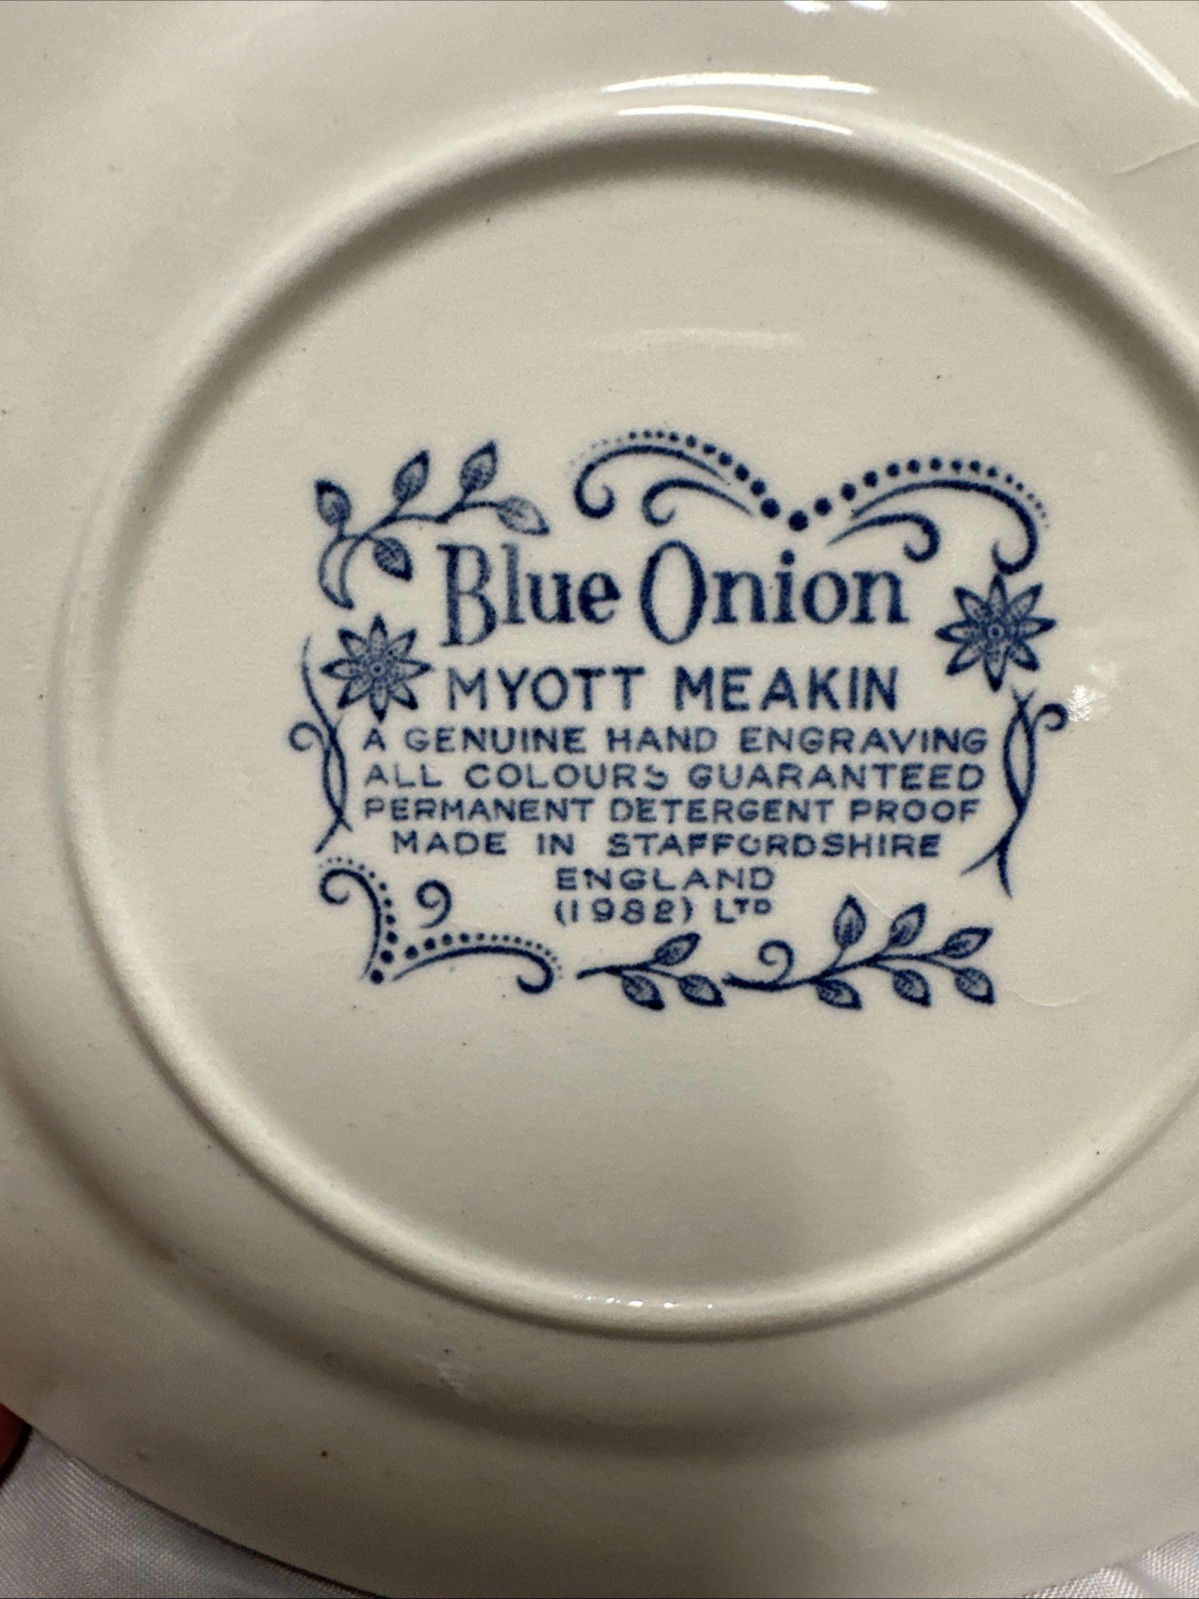 Blue Onion
MYOTT MEAKIN
A GENUINE HAND ENGRAVING
ALL COLOURS GUARANTEED
PERMANENT DETERGENT PROOF
MADE IN STAFFORDSHIRE
ENGLAND
(1982) LTD